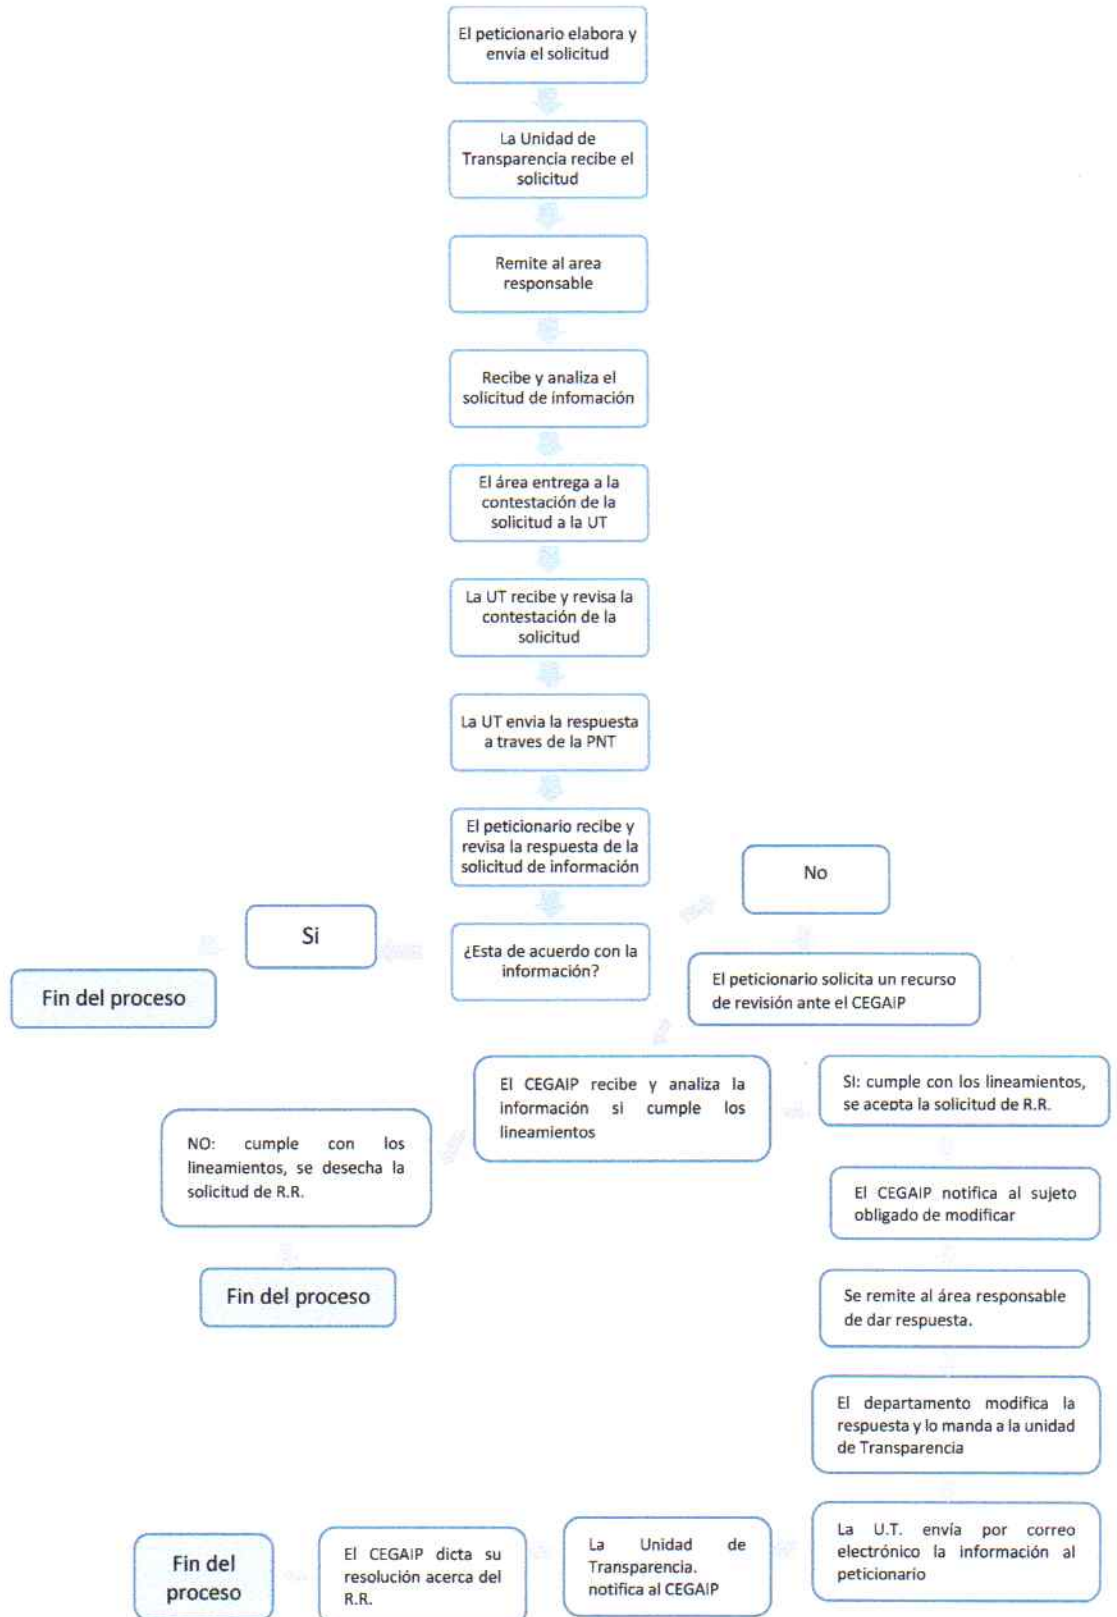 El peticionario elabora y
envía el solicitud
La Unidad de
Transparencia recibe el
solicitud
Remite al area
responsable
Recibe y analiza el
solicitud de infomación
El área entrega a la
contestación de la
solicitud a la UT
La UT recibe y revisa la
contestación de la
solicitud
La UT envia la respuesta
a traves de la PNT
El peticionario recibe y
revisa la respuesta de la
solicitud de información
¿Esta de acuerdo con la
información?
Si
Fin del proceso
No
El peticionario solicita un recurso
de revisión ante el CEGAIP
El CEGAIP recibe y analiza la
información si cumple los
lineamientos
NO: cumple con los
lineamientos, se desecha la
solicitud de R.R.
Fin del proceso
SI: cumple con los lineamientos,
se acepta la solicitud de R.R.
El CEGAIP notifica al sujeto
obligado de modificar
Se remite al área responsable
de dar respuesta.
El departamento modifica la
respuesta y lo manda a la unidad
de Transparencia
La U.T. envía por correo
electrónico la información al
peticionario
La Unidad de
Transparencia.
notifica al CEGAIP
El CEGAIP dicta su
resolución acerca del
R.R.
Fin del
proceso